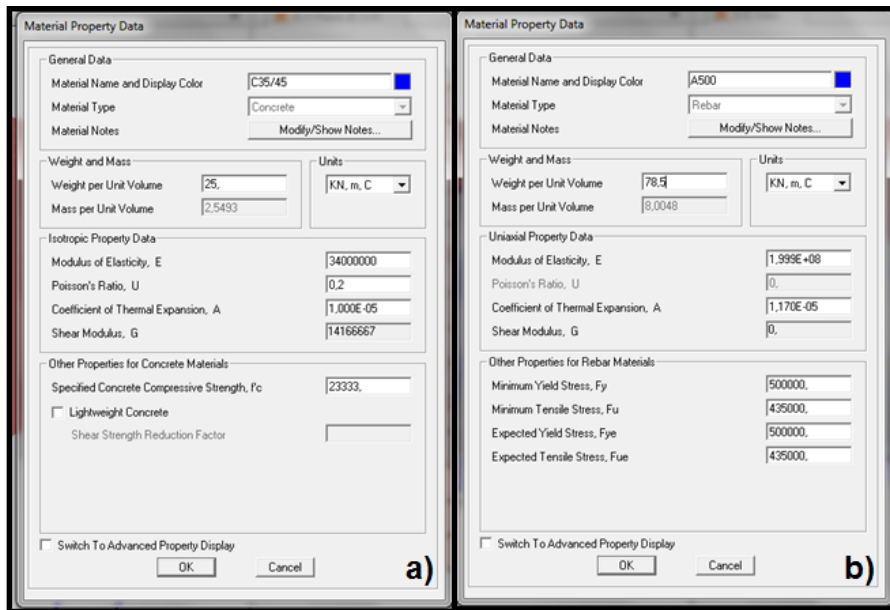 Material Property Data
General Data
Material Name and Display Color C35/45
Material Type Concrete
Material Notes Modify/Show Notes...
Weight and Mass Units
Weight per Unit Volume 25, KN, m, C
Mass per Unit Volume 2,5493
Isotropic Property Data
Modulus of Elasticity, E 34000000
Poisson's Ratio, U 0,2
Coefficient of Thermal Expansion, A 1,000E-05
Shear Modulus, G 14166667
Other Properties for Concrete Materials
Specified Concrete Compressive Strength, f'c 23333,
Lightweight Concrete
Shear Strength Reduction Factor
Switch To Advanced Property Display
OK Cancel
a)
Material Property Data
General Data
Material Name and Display Color A500
Material Type Rebar
Material Notes Modify/Show Notes...
Weight and Mass Units
Weight per Unit Volume 78,5 KN, m, C
Mass per Unit Volume 8,0048
Uniaxial Property Data
Modulus of Elasticity, E 1,999E+08
Poisson's Ratio, U 0,
Coefficient of Thermal Expansion, A 1,170E-05
Shear Modulus, G 0,
Other Properties for Rebar Materials
Minimum Yield Stress, Fy 500000,
Minimum Tensile Stress, Fu 435000,
Expected Yield Stress, Fye 500000,
Expected Tensile Stress, Fue 435000,
Switch To Advanced Property Display
OK Cancel
b)